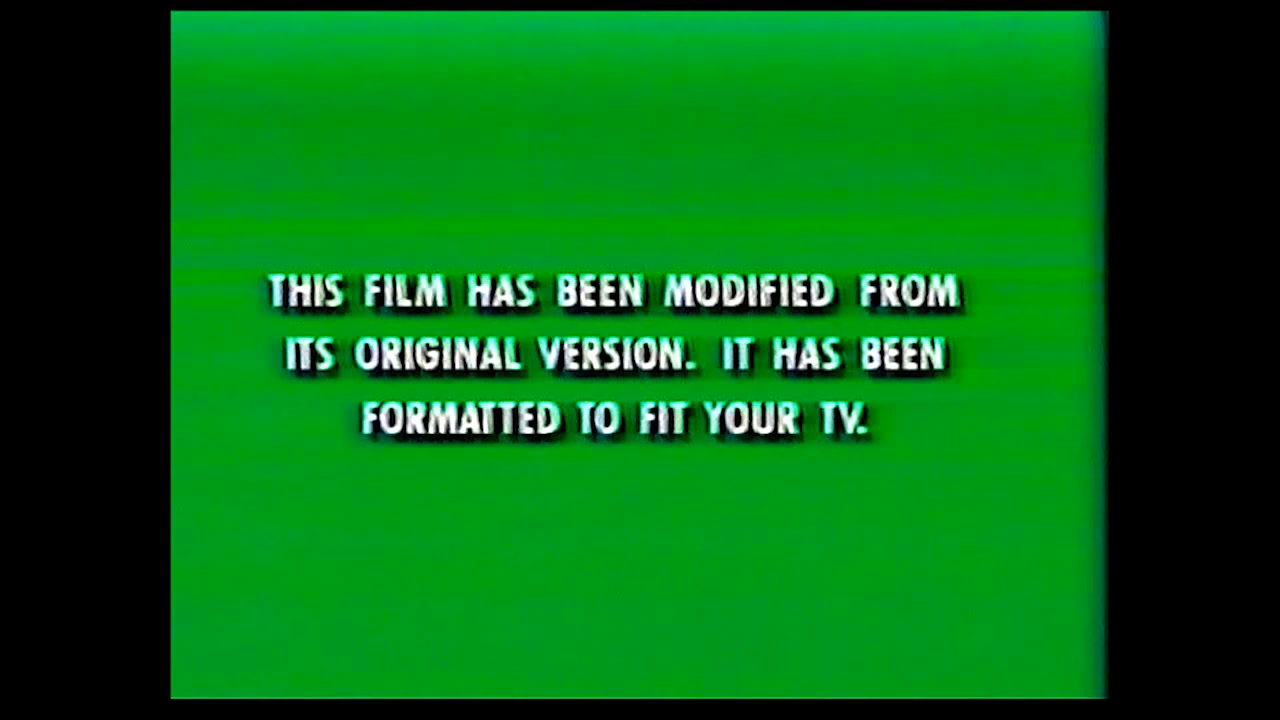 THIS FILM HAS BEEN MODIFIED FROM
ITS ORIGINAL VERSION. IT HAS BEEN
FORMATTED TO FIT YOUR TV.